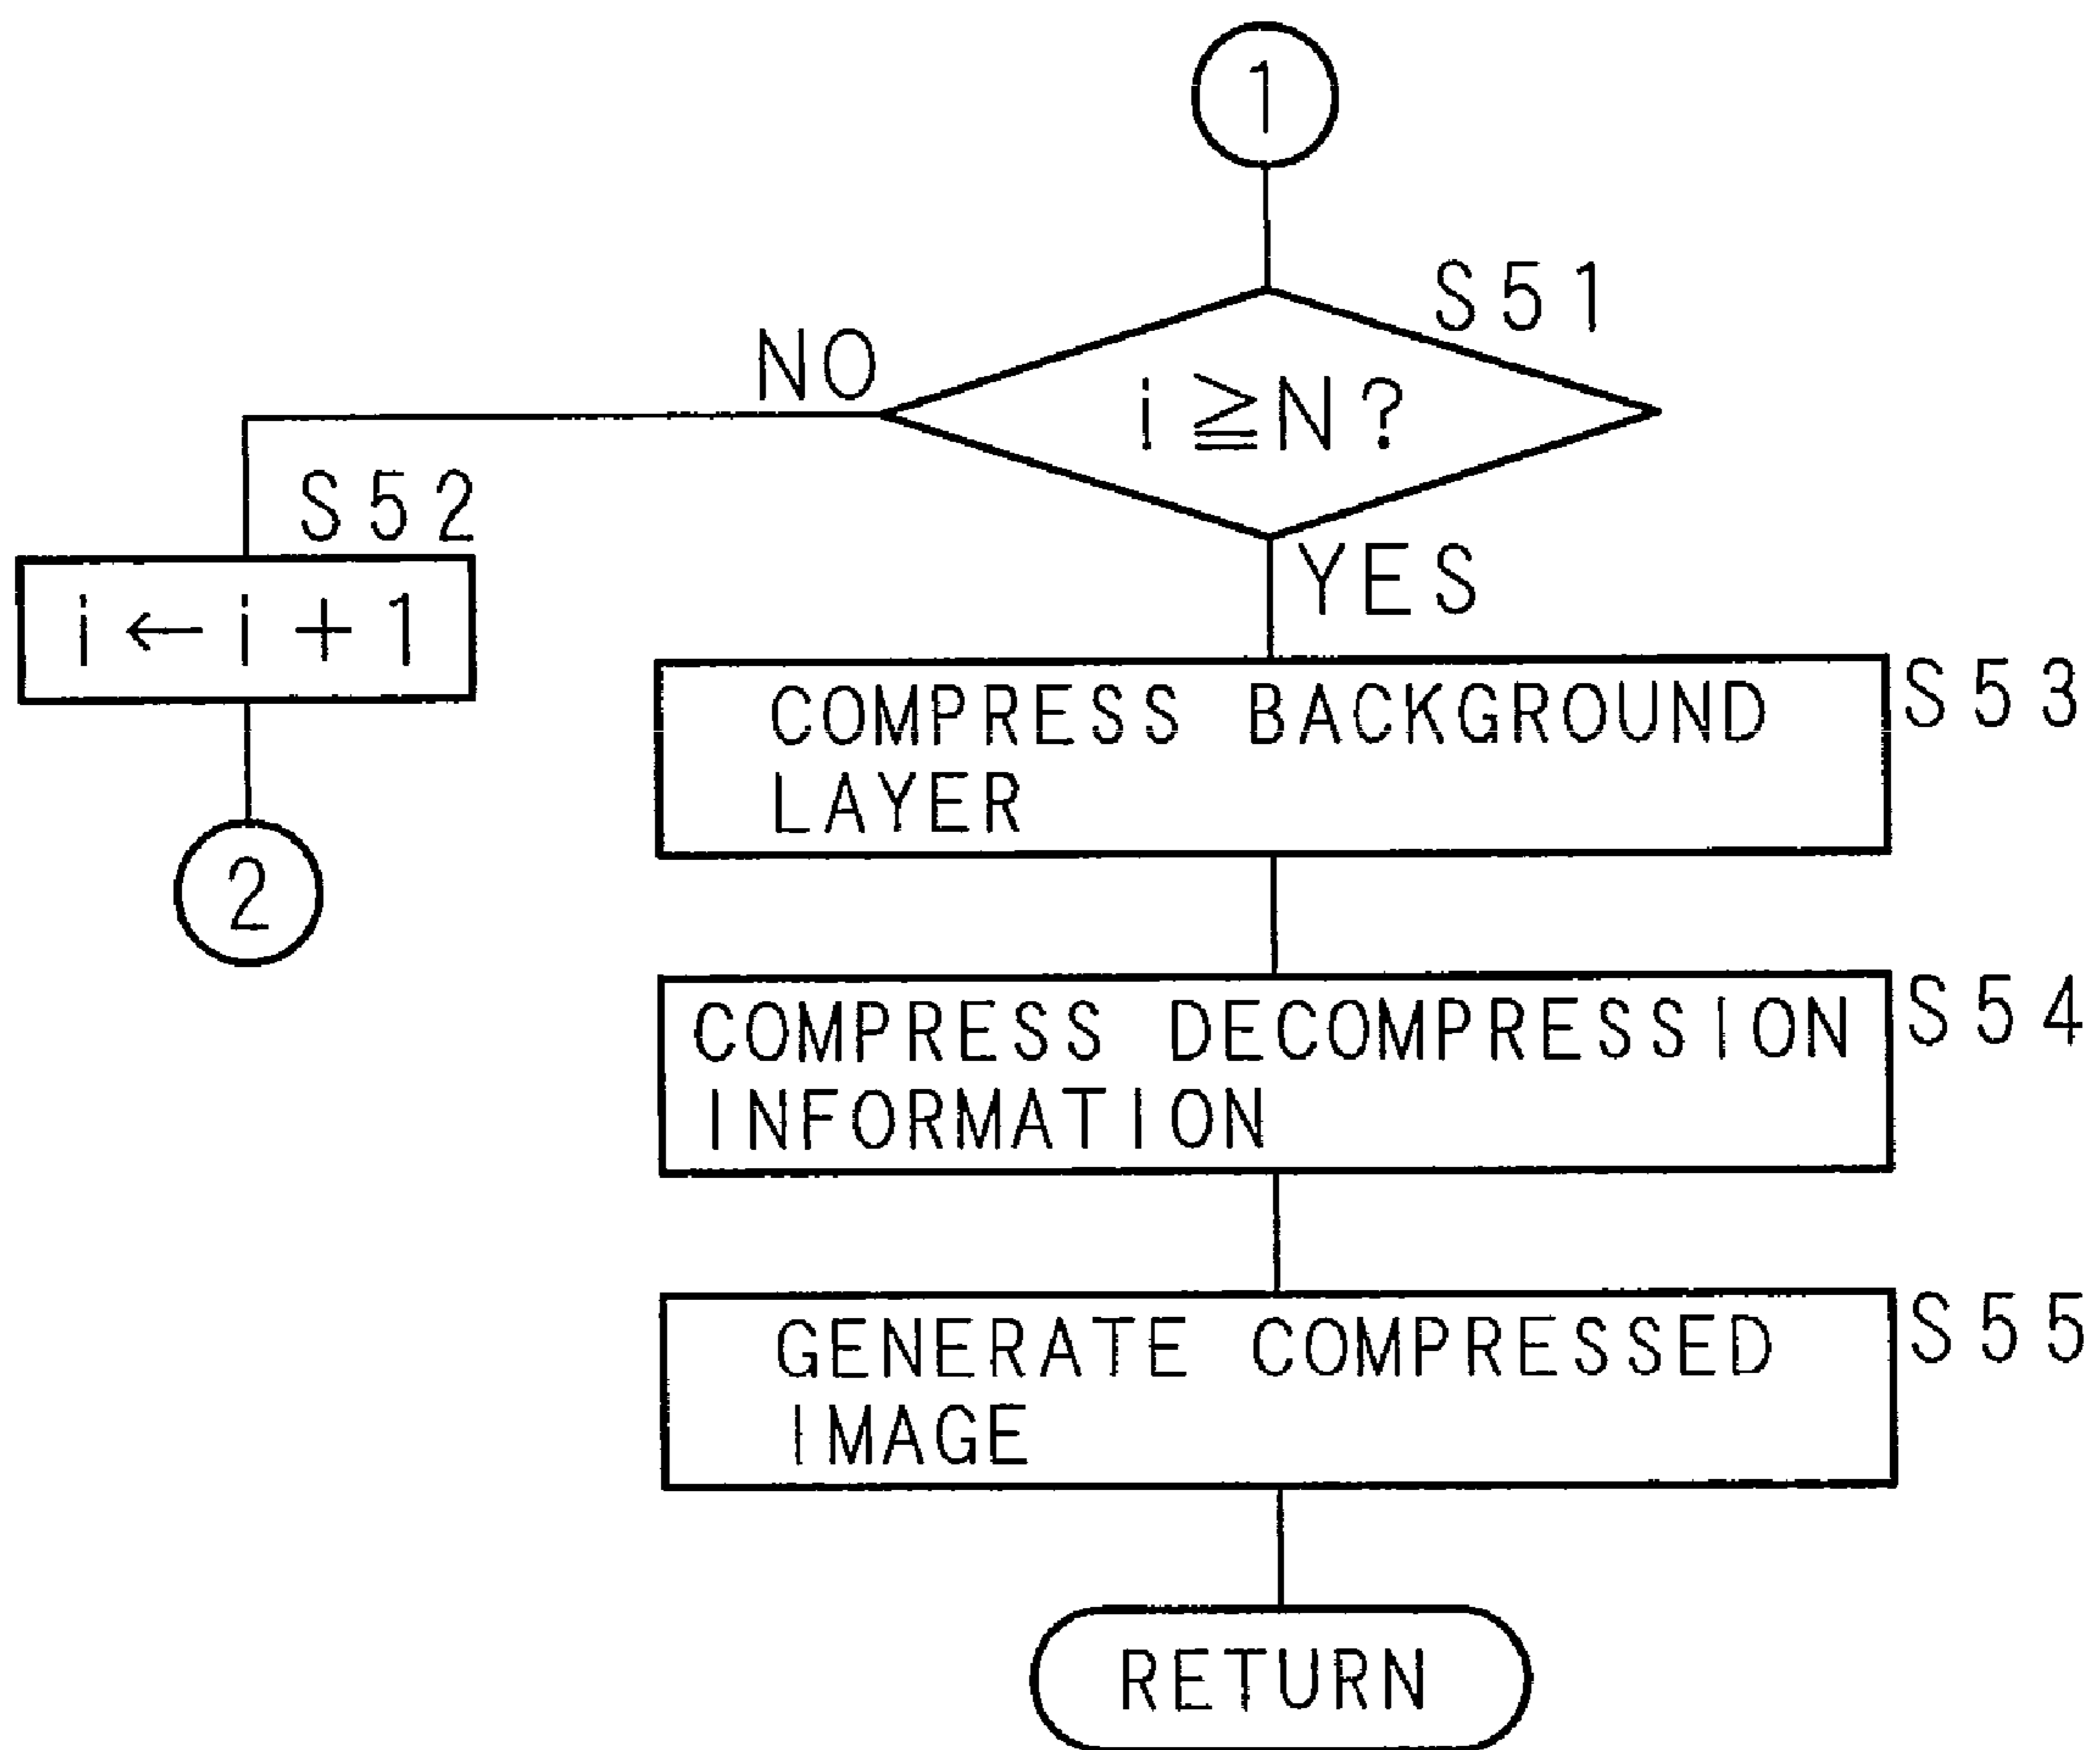 1
S51
NO
i≧N?
YES
S52
i←i+1
2
COMPRESS BACKGROUND
LAYER
S53
COMPRESS DECOMPRESSION
INFORMATION
S54
GENERATE COMPRESSED
IMAGE
S55
RETURN